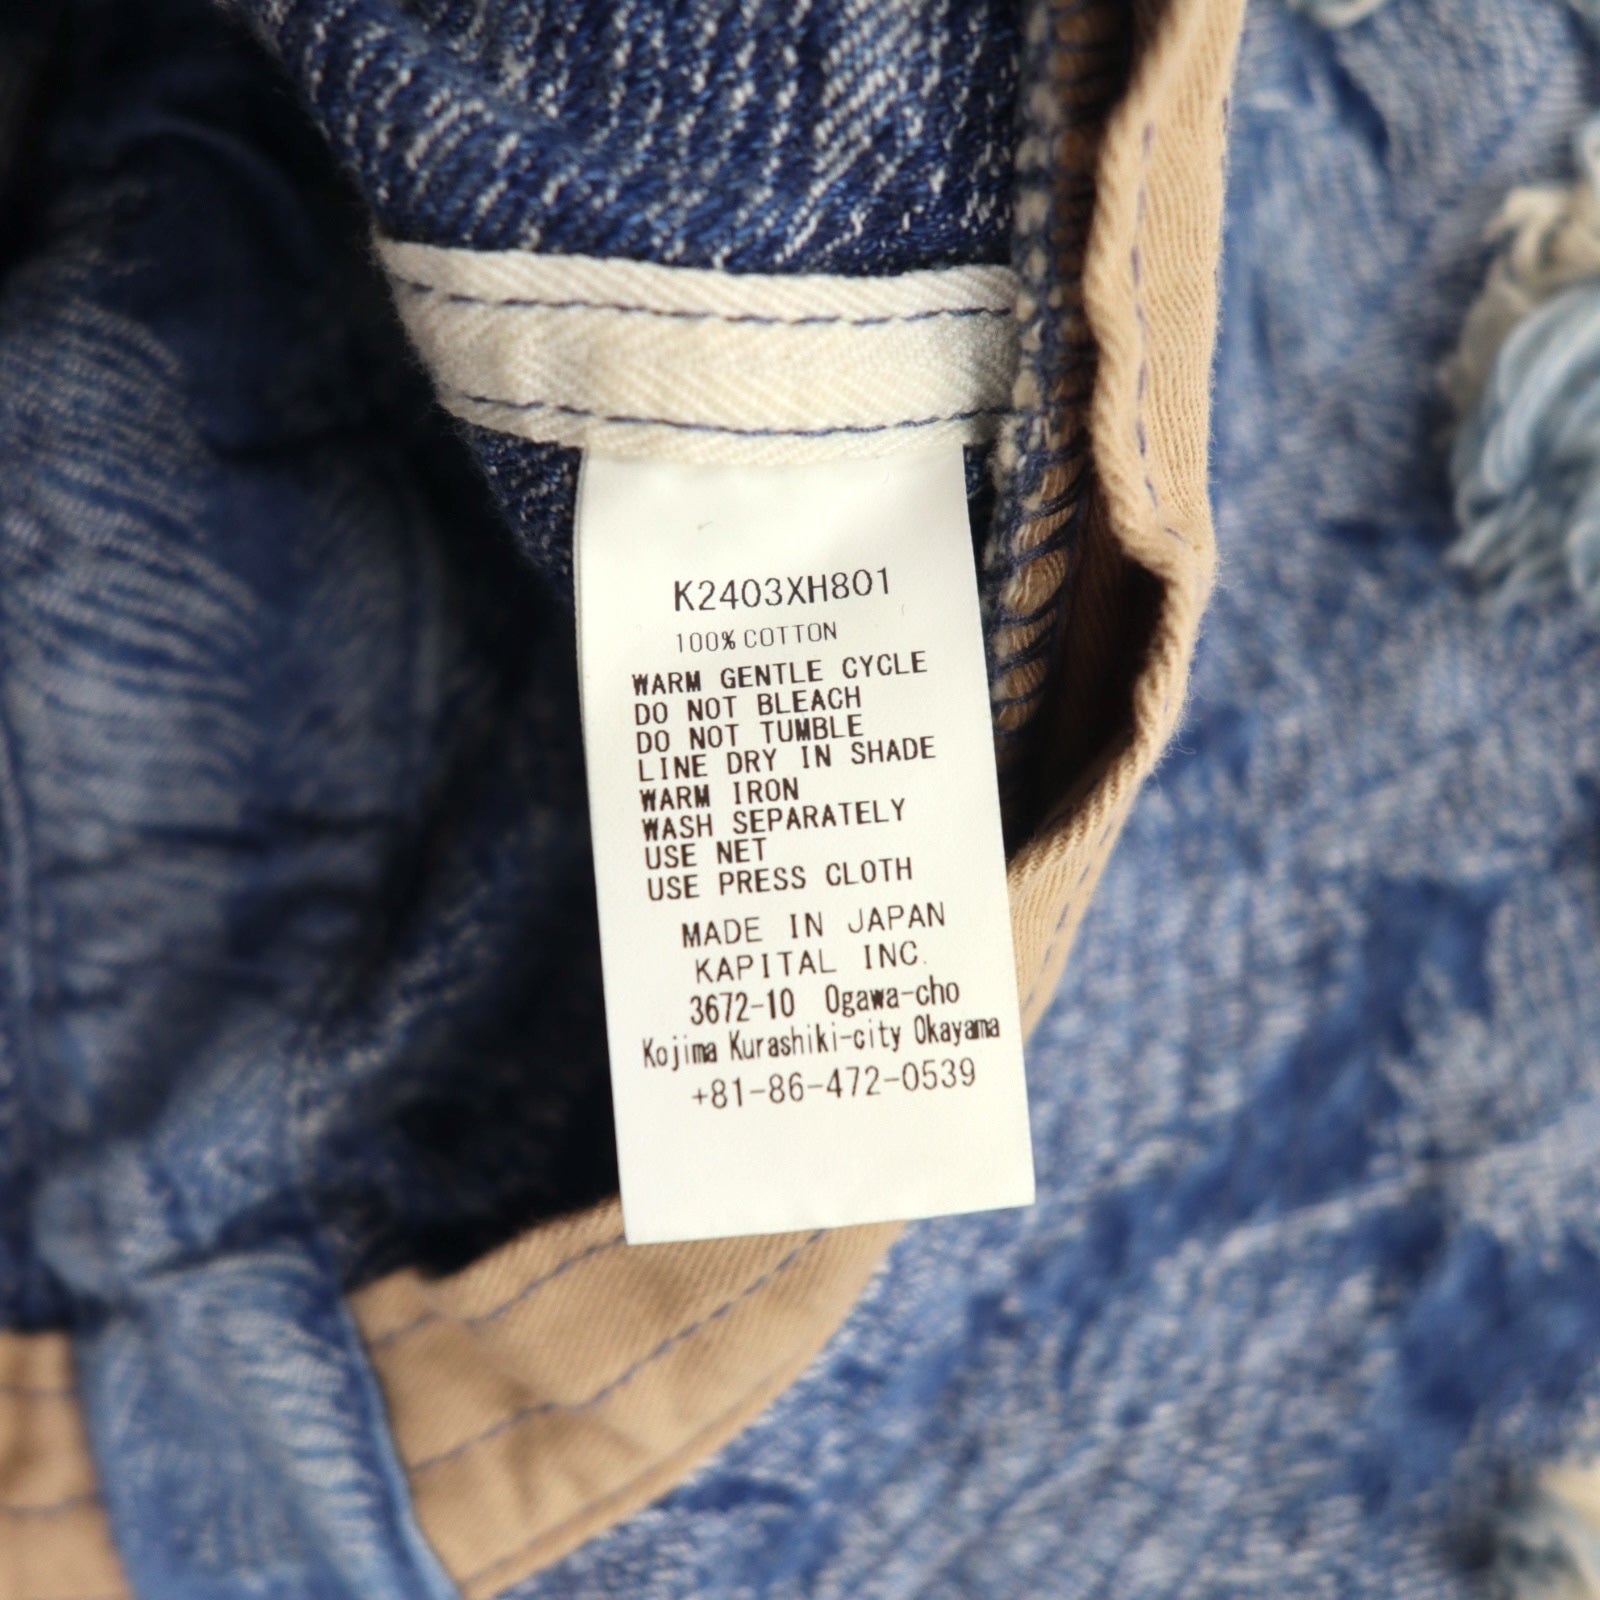 K2403XH801
100% COTTON
WARM GENTLE CYCLE
DO NOT BLEACH
DO NOT TUMBLE
LINE DRY IN SHADE
WARM IRON
WASH SEPARATELY
USE NET
USE PRESS CLOTH
MADE IN JAPAN
KAPITAL INC.
3672-10 Ogawa-cho
Kojima Kurashiki-city Okayama
+81-86-472-0539